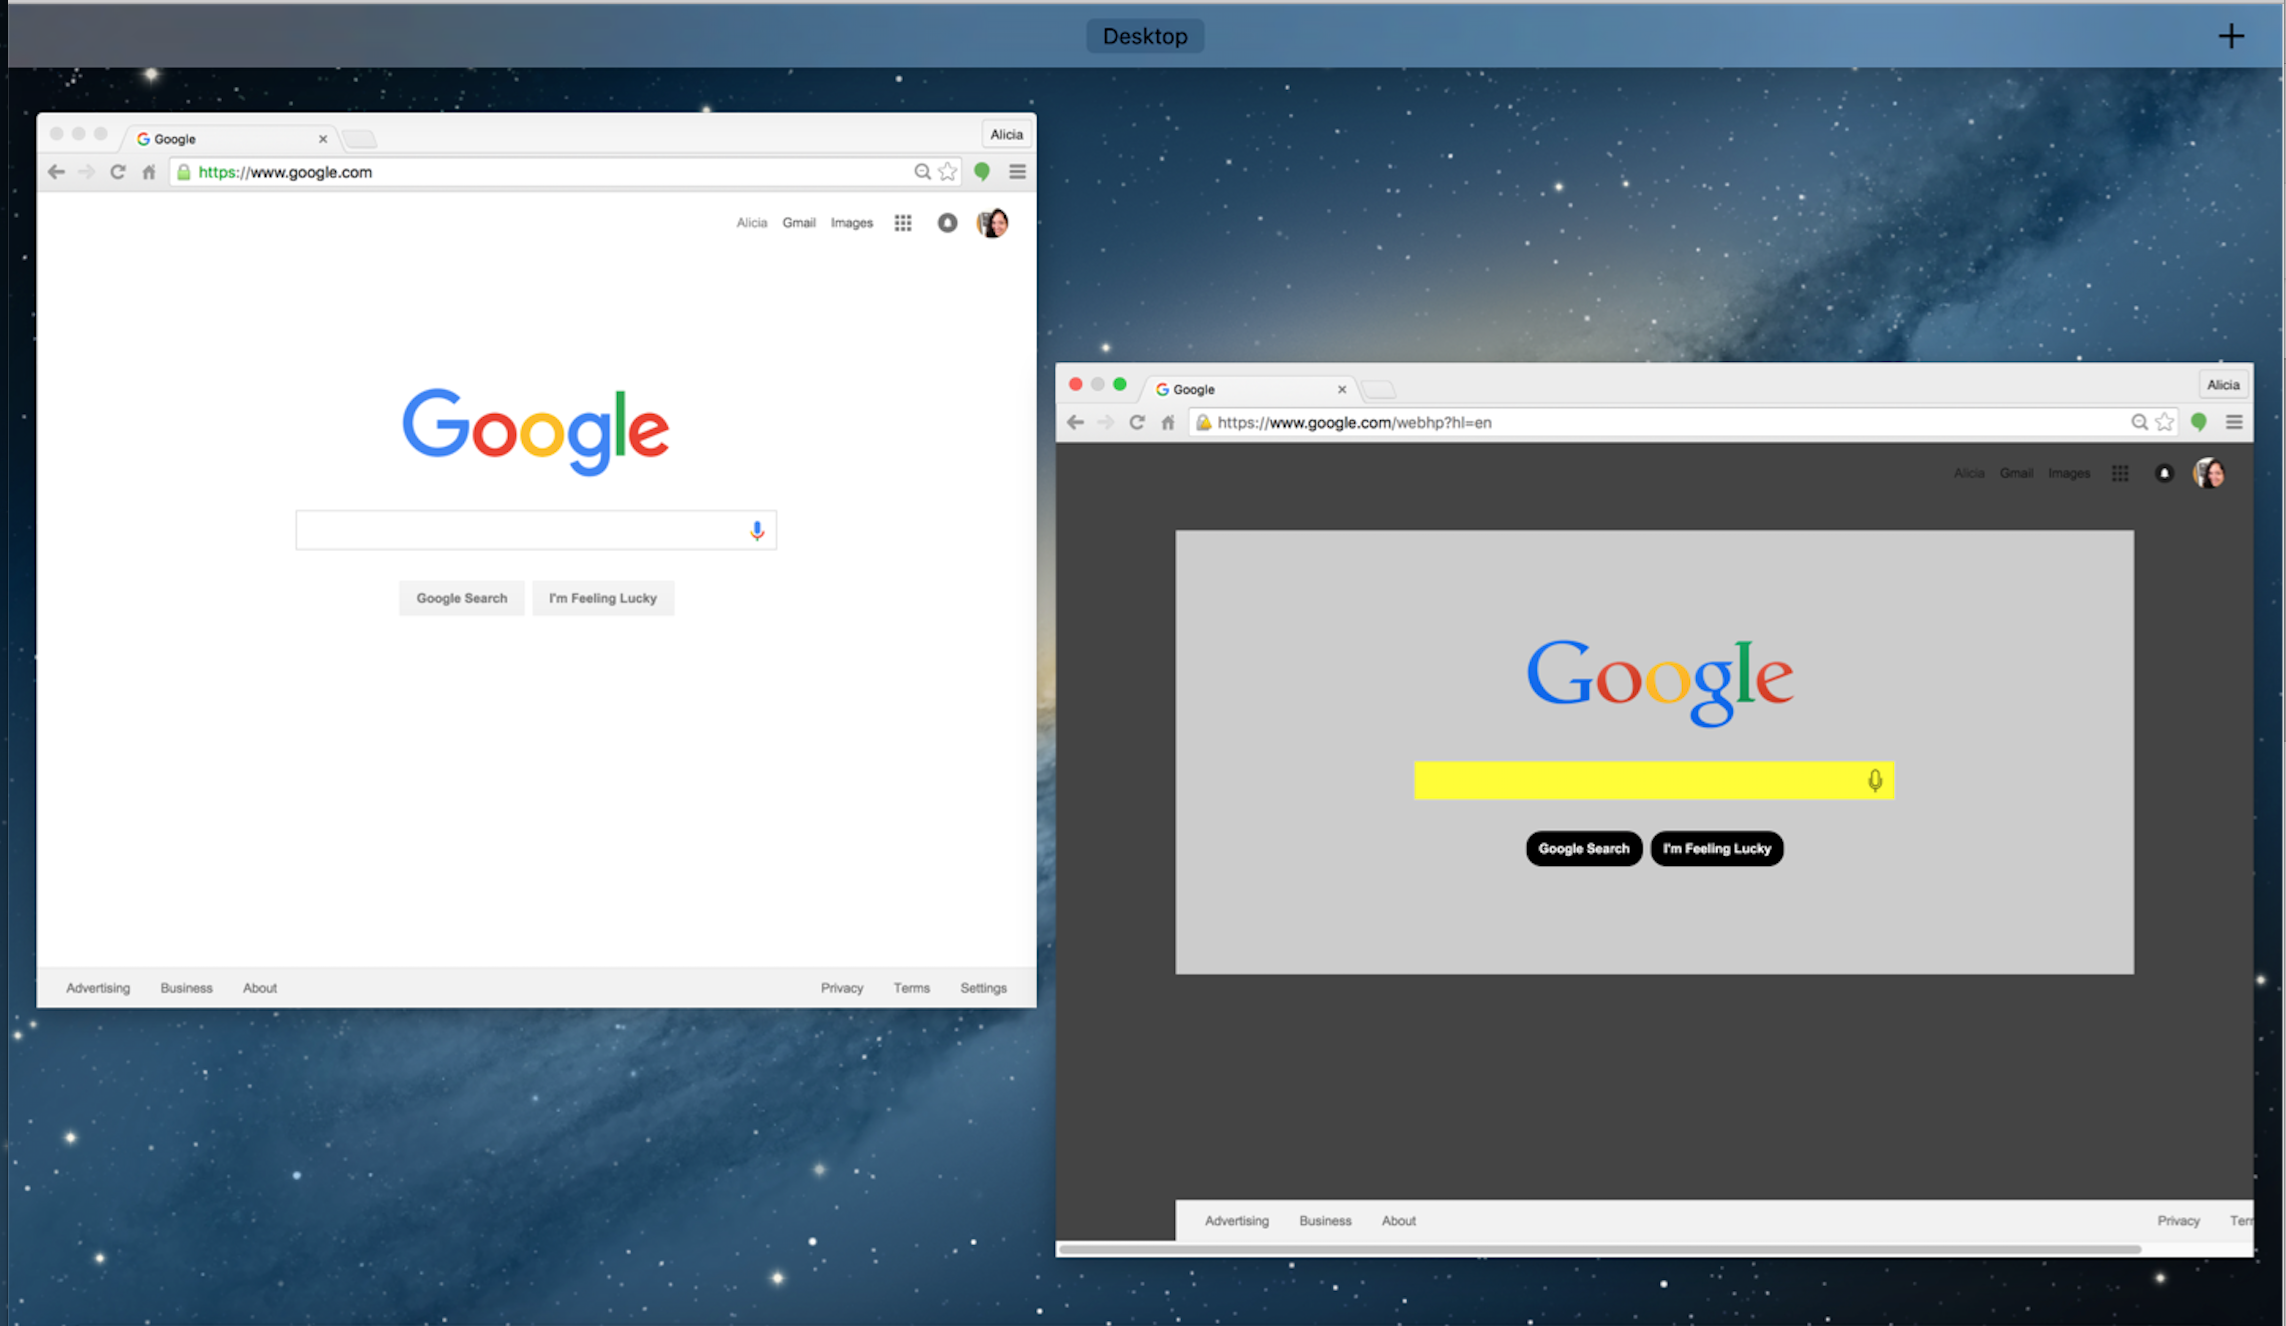 Desktop
Google
Alicia
https://www.google.com
Alicia Gmail Images
Google
Google Search I'm Feeling Lucky
Advertising Business About Privacy Terms Settings
Google
Alicia
https://www.google.com/webhp?hl=en
Alicia Gmail Images
Google
Google Search I'm Feeling Lucky
Advertising Business About Privacy Terr